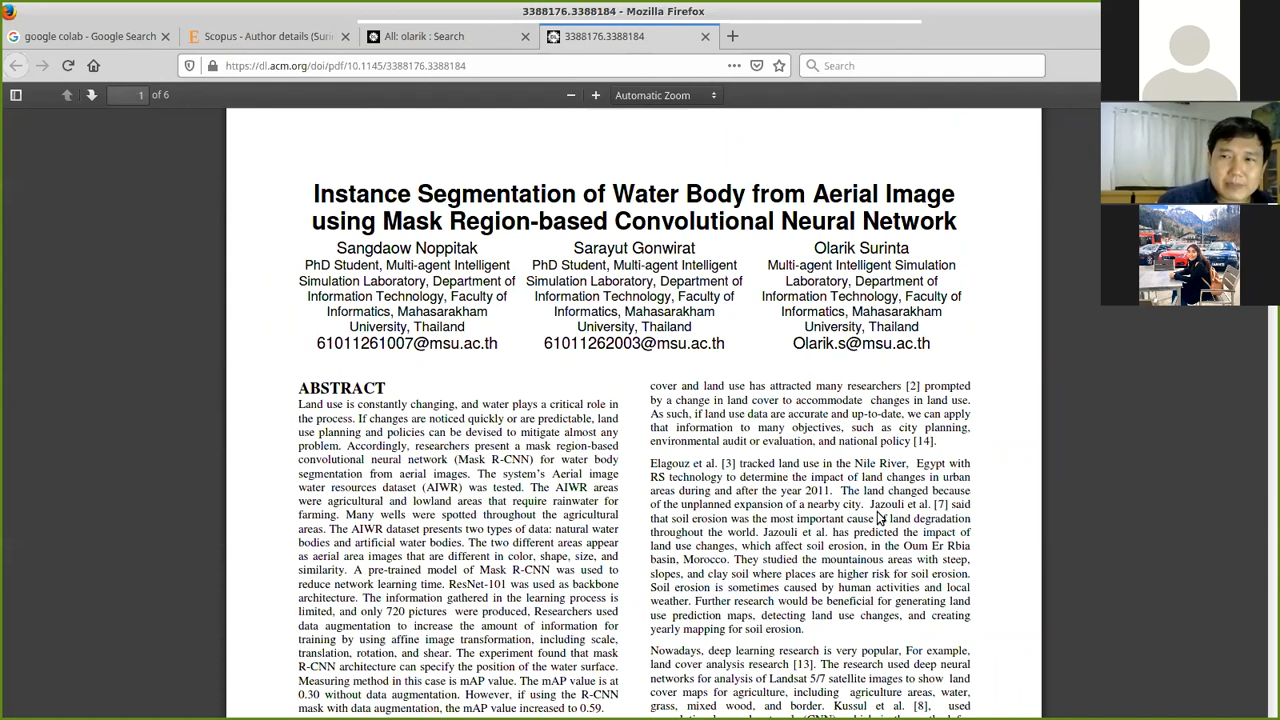 3388176.3388184 - Mozilla Firefox
google colab - Google Search
Scopus - Author details (Suri
All: olarik : Search
3388176.3388184
https://dl.acm.org/doi/pdf/10.1145/3388176.3388184
Search
1 of 6
Automatic Zoom
Instance Segmentation of Water Body from Aerial Image
using Mask Region-based Convolutional Neural Network
Sangdaow Noppitak
PhD Student, Multi-agent Intelligent
Simulation Laboratory, Department of
Information Technology, Faculty of
Informatics, Mahasarakham
University, Thailand
61011261007@msu.ac.th
Sarayut Gonwirat
PhD Student, Multi-agent Intelligent
Simulation Laboratory, Department of
Information Technology, Faculty of
Informatics, Mahasarakham
University, Thailand
61011262003@msu.ac.th
Olarik Surinta
Multi-agent Intelligent Simulation
Laboratory, Department of
Information Technology, Faculty of
Informatics, Mahasarakham
University, Thailand
Olarik.s@msu.ac.th
ABSTRACT
Land use is constantly changing, and water plays a critical role in
the process. If changes are noticed quickly or are predictable, land
use planning and policies can be devised to mitigate almost any
problem. Accordingly, researchers present a mask region-based
convolutional neural network (Mask R-CNN) for water body
segmentation from aerial images. The system's Aerial image
water resources dataset (AIWR) was tested. The AIWR areas
were agricultural and lowland areas that require rainwater for
farming. Many wells were spotted throughout the agricultural
areas. The AIWR dataset presents two types of data: natural water
bodies and artificial water bodies. The two different areas appear
as aerial area images that are different in color, shape, size, and
similarity. A pre-trained model of Mask R-CNN was used to
reduce network learning time. ResNet-101 was used as backbone
architecture. The information gathered in the learning process is
limited, and only 720 pictures were produced, Researchers used
data augmentation to increase the amount of information for
training by using affine image transformation, including scale,
translation, rotation, and shear. The experiment found that mask
R-CNN architecture can specify the position of the water surface.
Measuring method in this case is mAP value. The mAP value is at
0.30 without data augmentation. However, if using the R-CNN
mask with data augmentation, the mAP value increased to 0.59.
cover and land use has attracted many researchers [2] prompted
by a change in land cover to accommodate changes in land use.
As such, if land use data are accurate and up-to-date, we can apply
that information to many objectives, such as city planning,
environmental audit or evaluation, and national policy [14].
Elagouz et al. [3] tracked land use in the Nile River, Egypt with
RS technology to determine the impact of land changes in urban
areas during and after the year 2011. The land changed because
of the unplanned expansion of a nearby city. Jazouli et al. [7] said
that soil erosion was the most important cause of land degradation
throughout the world. Jazouli et al. has predicted the impact of
land use changes, which affect soil erosion, in the Oum Er Rbia
basin, Morocco. They studied the mountainous areas with steep,
slopes, and clay soil where places are higher risk for soil erosion.
Soil erosion is sometimes caused by human activities and local
weather. Further research would be beneficial for generating land
use prediction maps, detecting land use changes, and creating
yearly mapping for soil erosion.
Nowadays, deep learning research is very popular, For example,
land cover analysis research [13]. The research used deep neural
networks for analysis of Landsat 5/7 satellite images to show land
cover maps for agriculture, including agriculture areas, water,
grass, mixed wood, and border. Kussul et al. [8], used